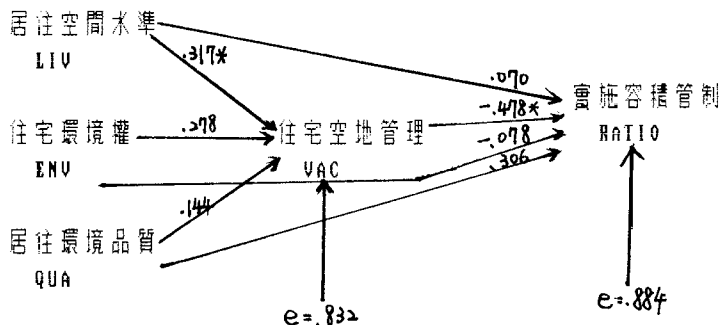 居住空間水準
LIV
.317*
.070
-.478*
實施容積管制
RATIO
住宅環境權
ENV
.278
住宅空地管理
VAC
-.078
.306
.144
居住環境品質
QUA
e=.832
e=.884